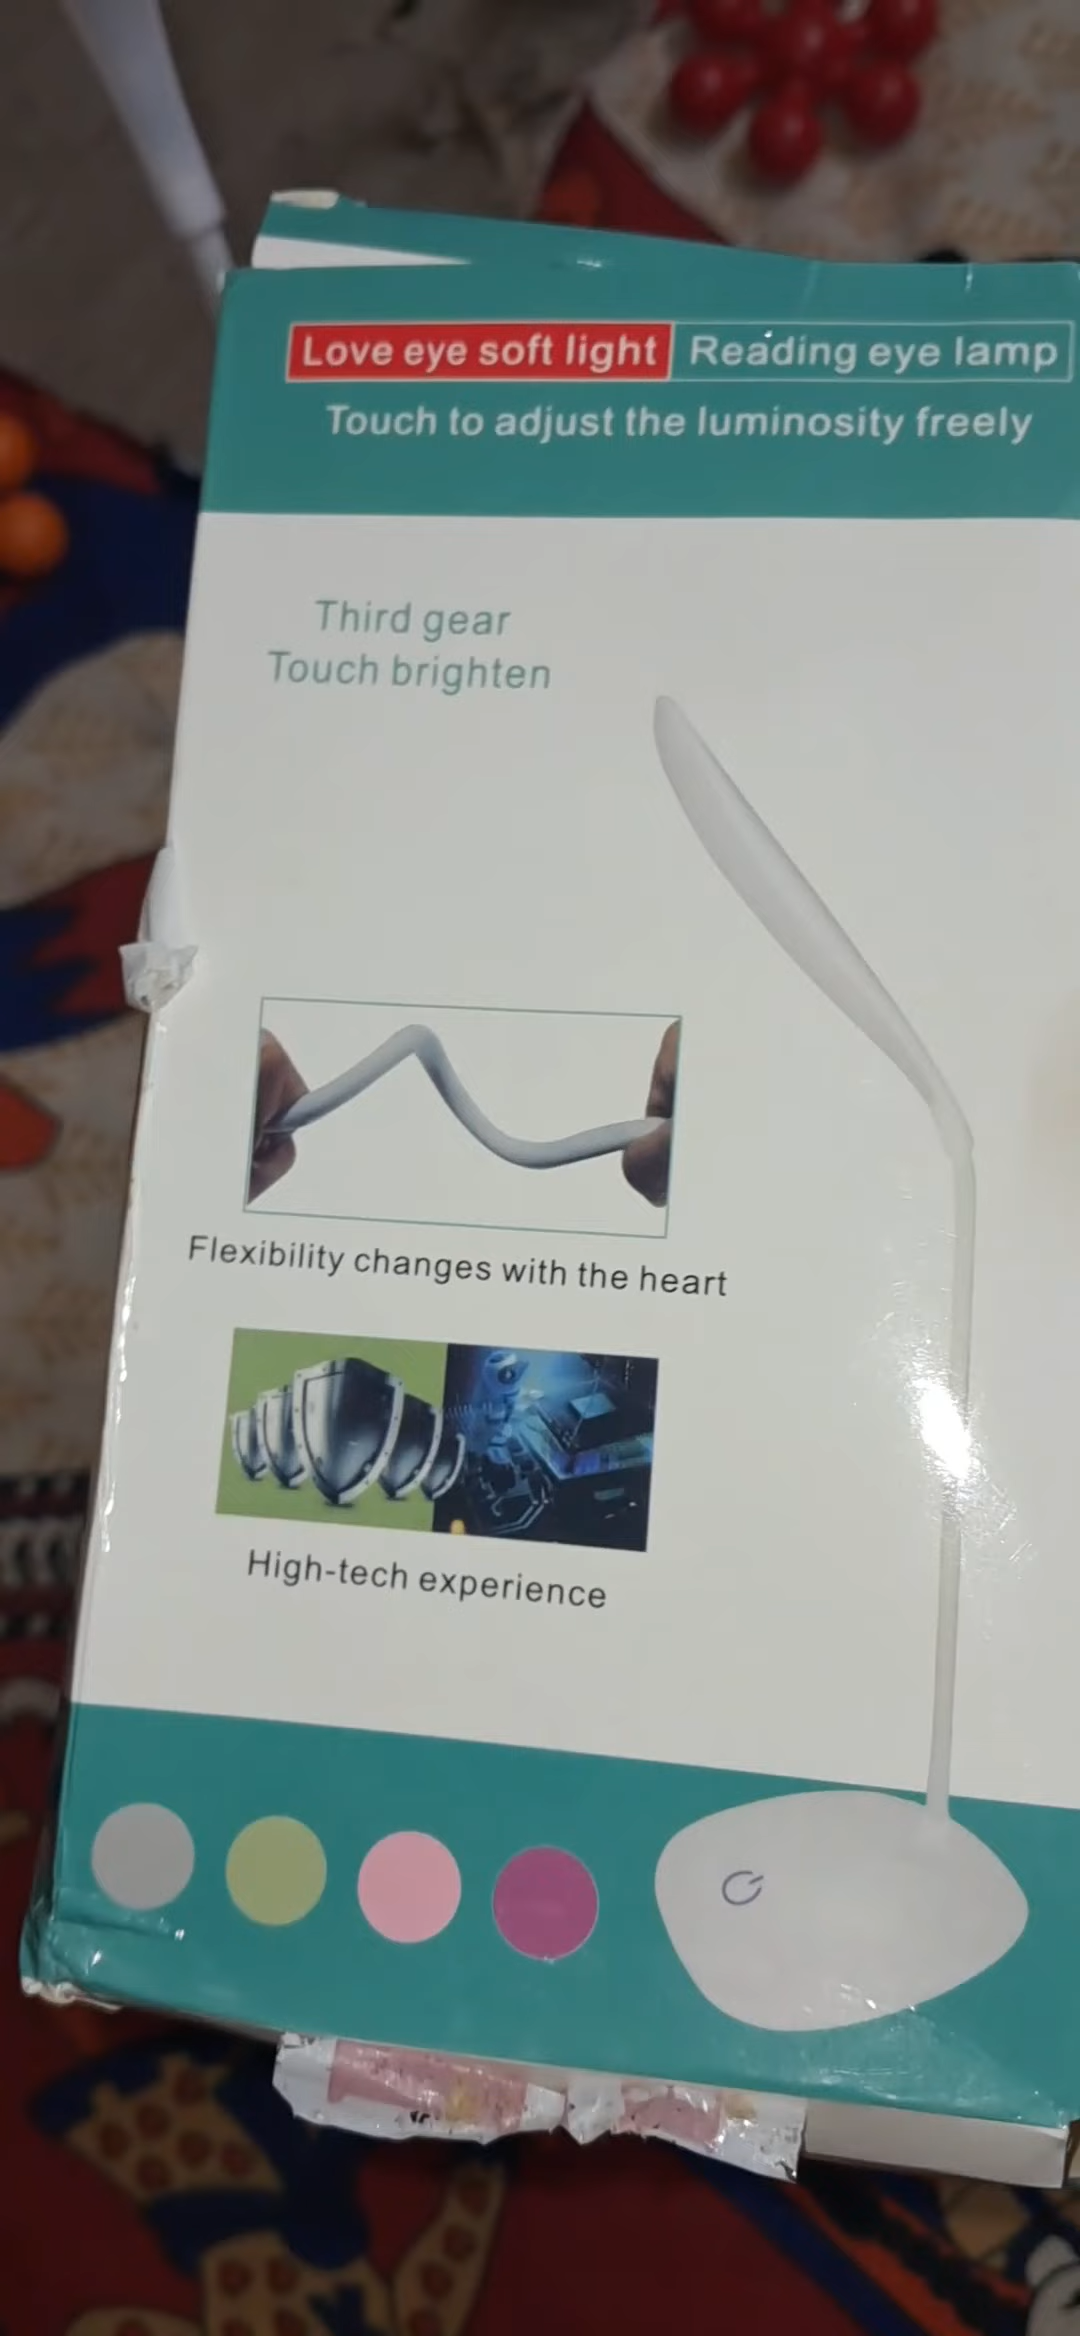 Love eye soft light Reading eye lamp
Touch to adjust the luminosity freely
Third gear
Touch brighten
Flexibility changes with the heart
High-tech experience